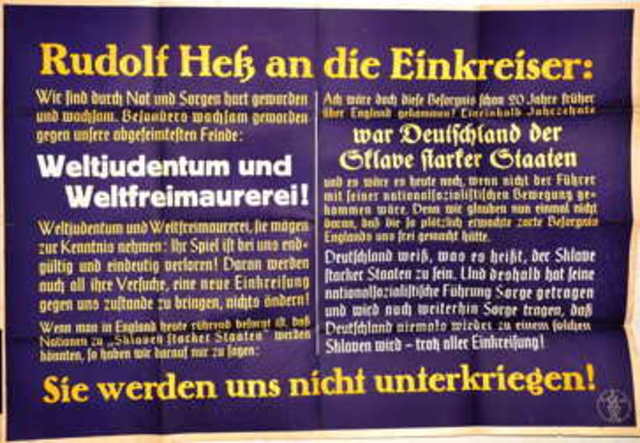 Rudolf Heß an die Einkreiser:
Wir sind durch Not und Sorgen hart geworden
und wachsam. Besonders wachsam geworden
gegen unsere abgefeimtesten Feinde:
Weltjudentum und
Weltfreimaurerei!
Weltjudentum und Weltfreimaurerei, sie mögen
zur Kenntnis nehmen: Ihr Spiel ist bei uns end-
gültig und eindeutig verloren! Daran werden
auch all ihre Versuche, eine neue Einkreisung
gegen uns zustande zu bringen, nichts ändern!
Wenn man in England heute rührend besorgt ist, daß
Nationen zu „Sklaven starker Staaten“ werden
könnten, so haben wir darauf nur zu sagen:
Ach wäre doch diese Besorgnis schon 20 Jahre früher
über England gekommen! Eineinhalb Jahrzehnte
war Deutschland der
Sklave starker Staaten
und es wäre es heute noch, wenn nicht der Führer
mit seiner nationalsozialistischen Bewegung ge-
kommen wäre. Denn wir glauben nun einmal nicht
daran, daß die so plötzlich erwachte zarte Besorgnis
Englands uns frei gemacht hätte.
Deutschland weiß, was es heißt, der Sklave
starker Staaten zu sein. Und deshalb hat seine
nationalsozialistische Führung Sorge getragen
und wird auch weiterhin Sorge tragen, daß
Deutschland niemals wieder zu einem solchen
Sklaven wird – trotz aller Einkreisung!
Sie werden uns nicht unterkriegen!